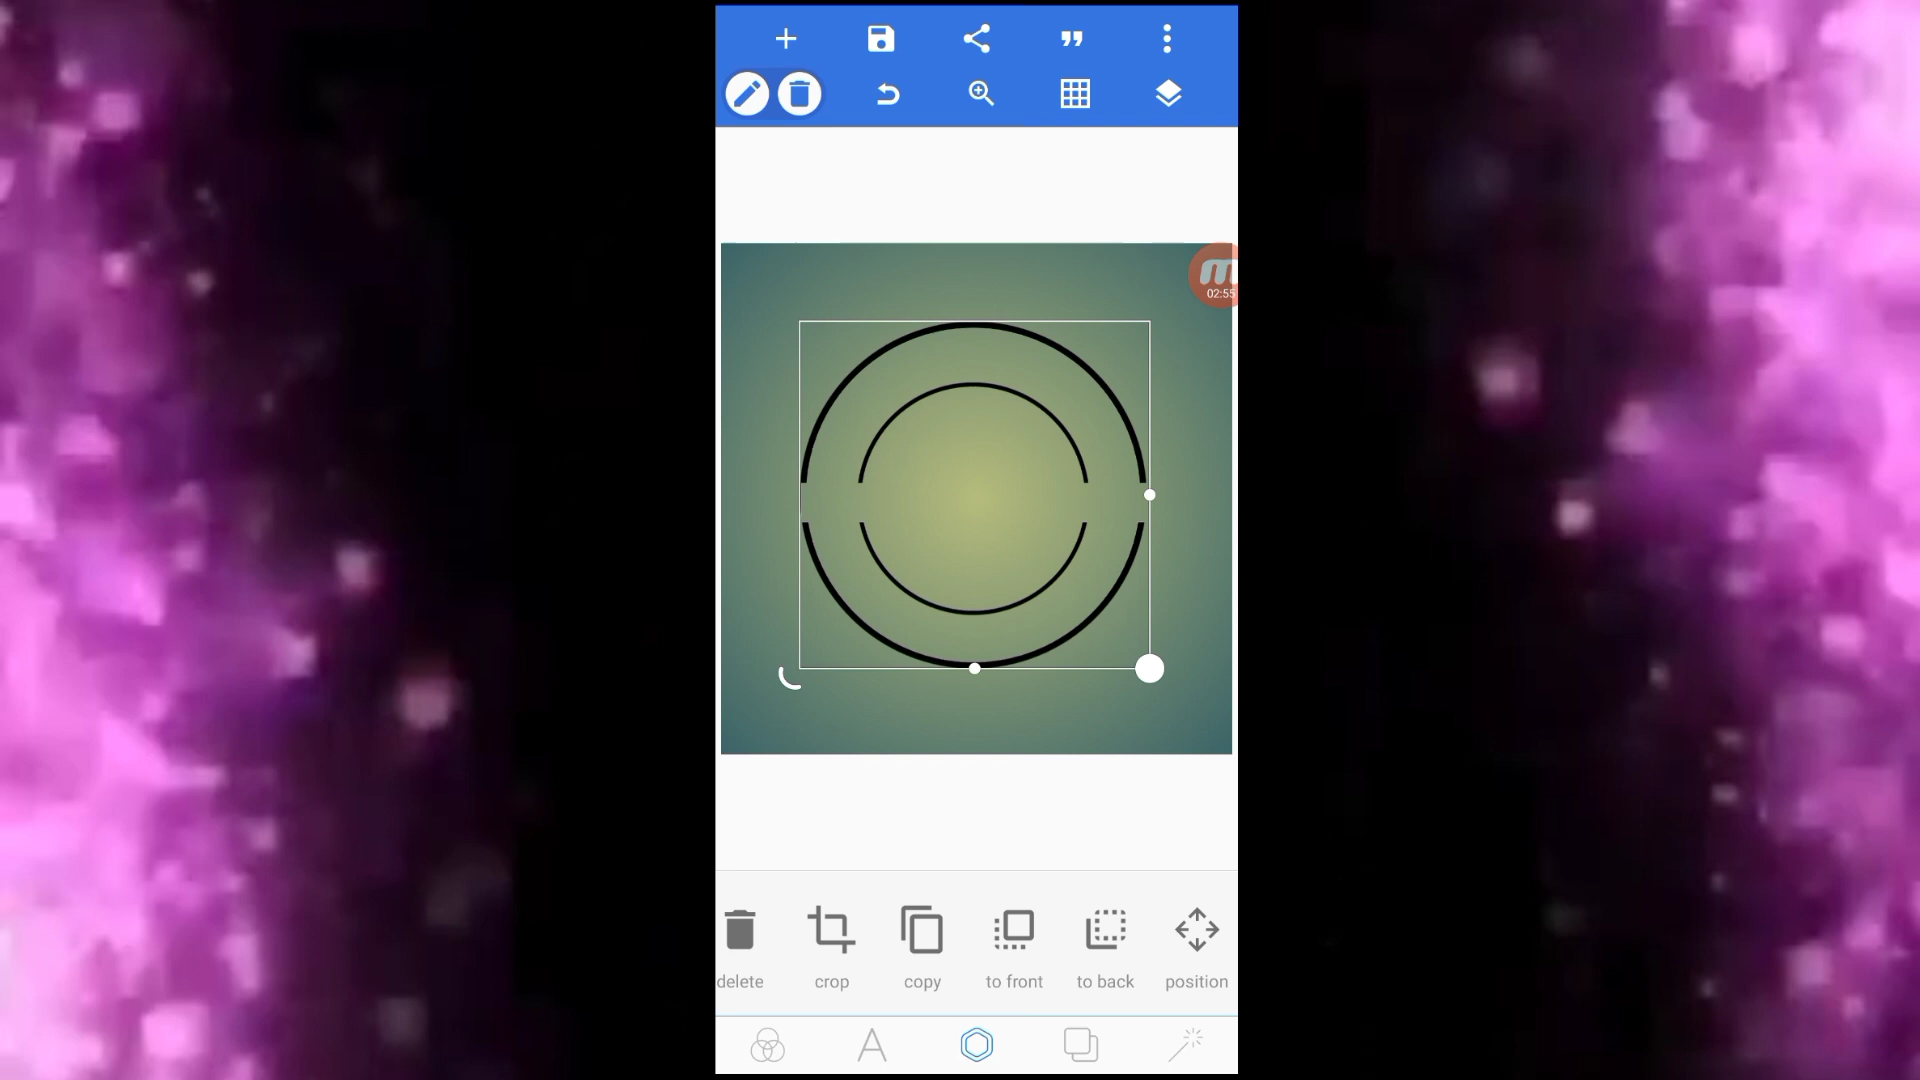 02:55
delete
crop
copy
to front
to back
position